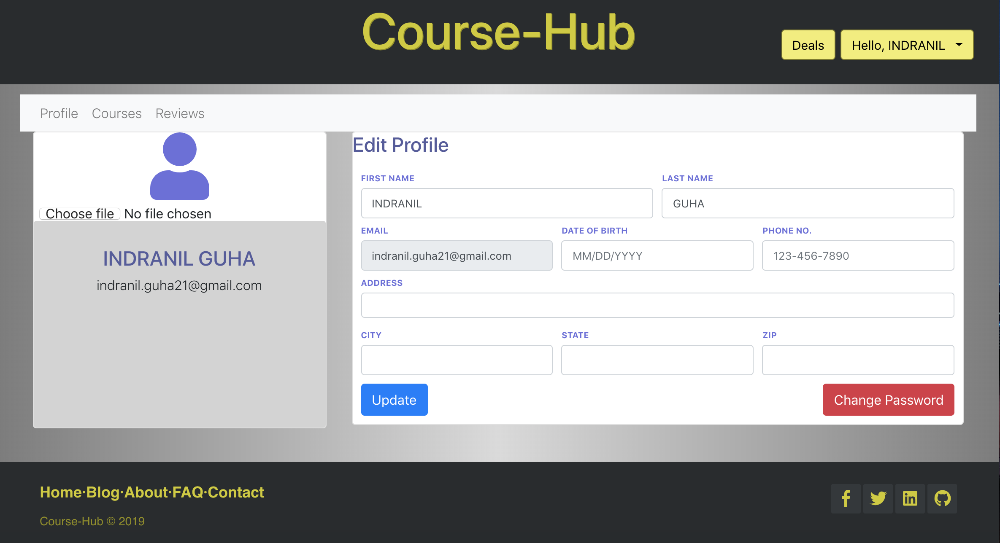 Course-Hub
Deals
Hello, INDRANIL
Profile Courses Reviews
Choose file No file chosen
INDRANIL GUHA
indranil.guha21@gmail.com
Edit Profile
FIRST NAME LAST NAME
INDRANIL GUHA
EMAIL DATE OF BIRTH PHONE NO.
indranil.guha21@gmail.com MM/DD/YYYY 123-456-7890
ADDRESS
CITY STATE ZIP
Update Change Password
Home·Blog·About·FAQ·Contact
Course-Hub © 2019